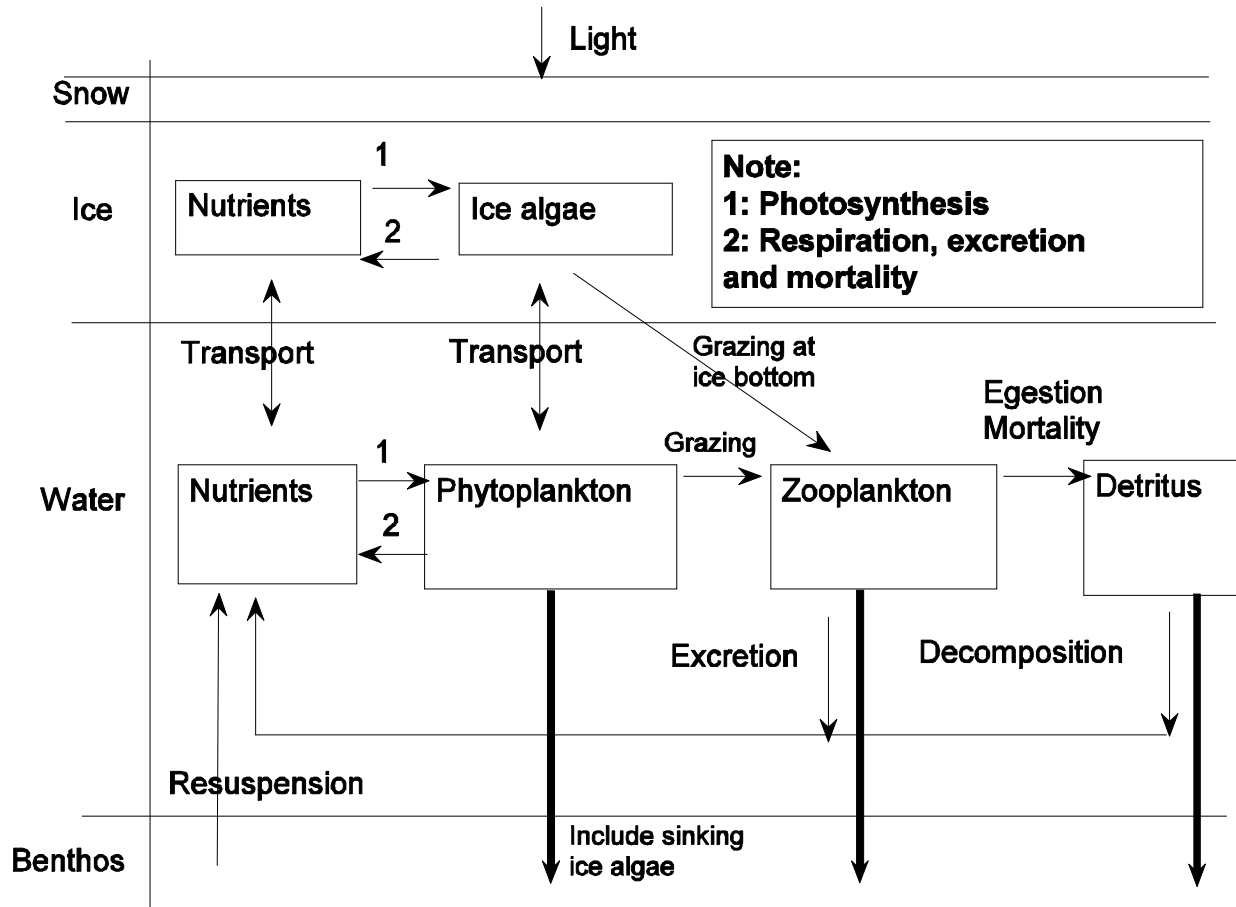 Light
Snow
Ice
Nutrients
1
2
Ice algae
Note:
1: Photosynthesis
2: Respiration, excretion
and mortality
Transport
Transport
Grazing at
ice bottom
Egestion
Mortality
Water
Nutrients
1
2
Phytoplankton
Grazing
Zooplankton
Detritus
Excretion
Decomposition
Resuspension
Benthos
Include sinking
ice algae